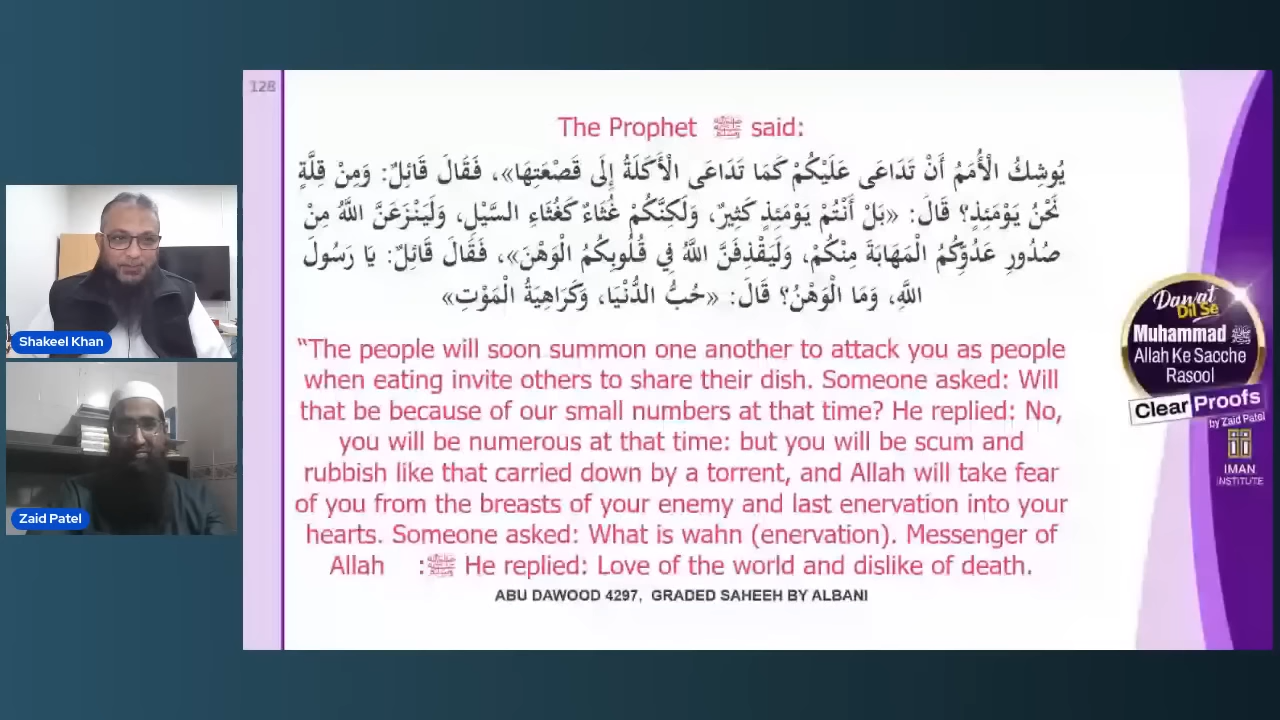 128
The Prophet ﷺ said:
يُوشِكُ الْأُمَمُ أَنْ تَدَاعَى عَلَيْكُمْ كَمَا تَدَاعَى الْأَكَلَةُ إِلَى قَصْعَتِهَا»، فَقَالَ قَائِلٌ: وَمِنْ قِلَّةٍ
نَحْنُ يَوْمَئِذٍ؟ قَالَ: «بَلْ أَنْتُمْ يَوْمَئِذٍ كَثِيرٌ، وَلَكِنَّكُمْ غُثَاءٌ كَغُثَاءِ السَّيْلِ، وَلَيَنْزَعَنَّ اللَّهُ مِنْ
صُدُورِ عَدُوِّكُمُ الْمَهَابَةَ مِنْكُمْ، وَلَيَقْذِفَنَّ اللَّهُ فِي قُلُوبِكُمُ الْوَهْنَ»، فَقَالَ قَائِلٌ: يَا رَسُولَ
اللَّهِ، وَمَا الْوَهْنُ؟ قَالَ: «حُبُّ الدُّنْيَا، وَكَرَاهِيَةُ الْمَوْتِ»
“The people will soon summon one another to attack you as people
when eating invite others to share their dish. Someone asked: Will
that be because of our small numbers at that time? He replied: No,
you will be numerous at that time: but you will be scum and
rubbish like that carried down by a torrent, and Allah will take fear
of you from the breasts of your enemy and last enervation into your
hearts. Someone asked: What is wahn (enervation). Messenger of
Allah ﷺ: He replied: Love of the world and dislike of death.
ABU DAWOOD 4297, GRADED SAHEEH BY ALBANI
Shakeel Khan
Zaid Patel
Dawat
Dil Se
Muhammad ﷺ
Allah Ke Sacche
Rasool
Clear Proofs
by Zaid Patel
IMAN
INSTITUTE